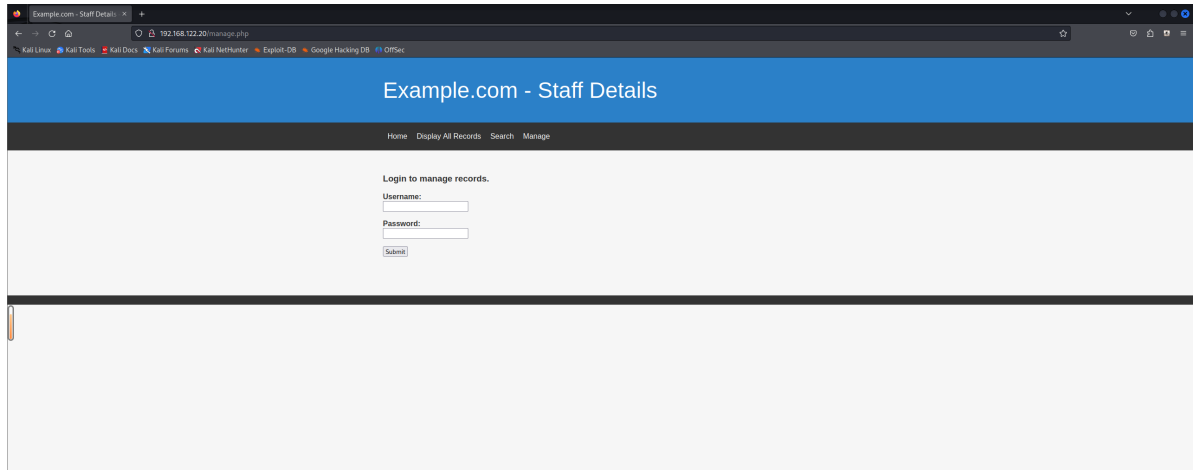 Example.com - Staff Details
192.168.122.20/manage.php
Kali Linux Kali Tools Kali Docs Kali Forums Kali NetHunter Exploit-DB Google Hacking DB OffSec
Example.com - Staff Details
Home Display All Records Search Manage
Login to manage records.
Username:
Password:
Submit